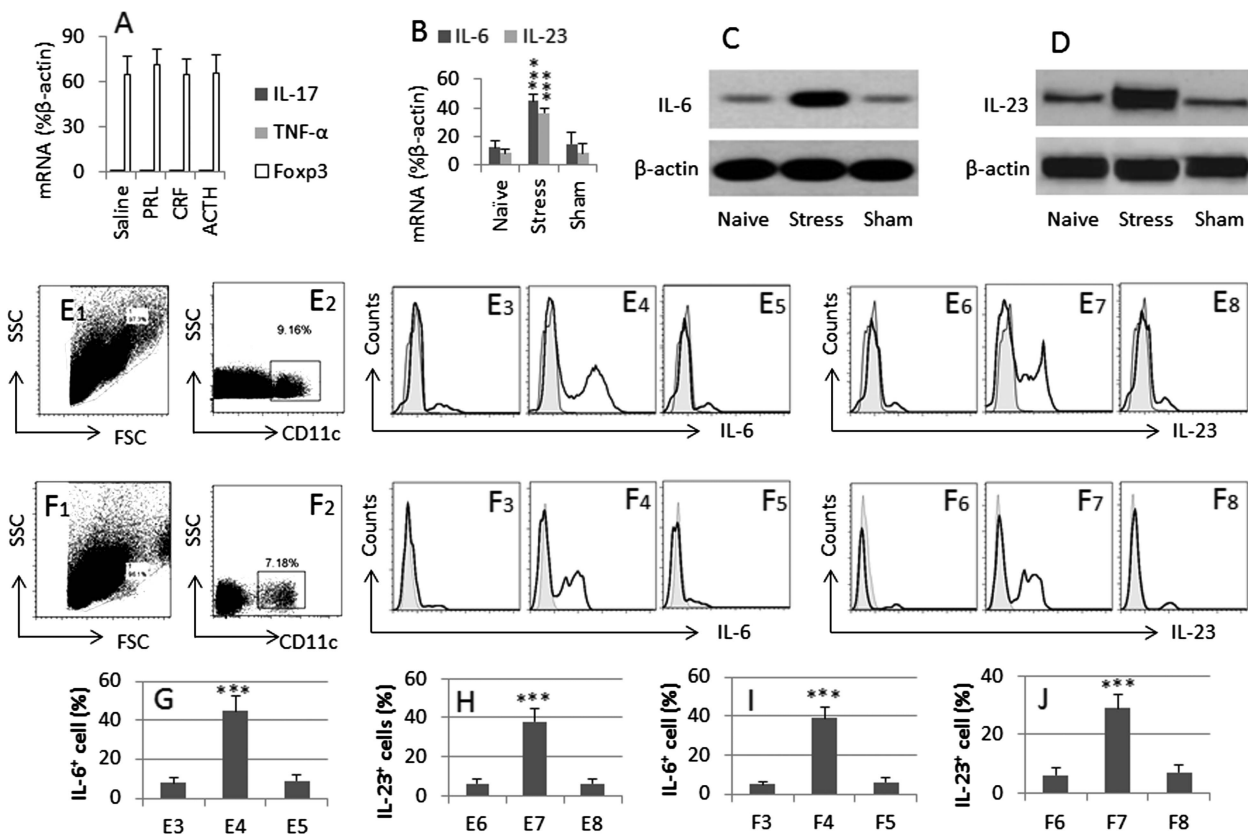 A
mRNA (%β-actin)
90
60
30
0
Saline
PRL
CRF
ACTH
IL-17
TNF-α
Foxp3
B
IL-6
IL-23
mRNA (%β-actin)
60
40
20
0
***
***
Naïve
Stress
Sham
C
IL-6
β-actin
Naive Stress Sham
D
IL-23
β-actin
Naive Stress Sham
E1
SSC
FSC
E2
9.16%
SSC
CD11c
Counts
E3
E4
E5
IL-6
Counts
E6
E7
E8
IL-23
F1
SSC
FSC
F2
7.18%
SSC
CD11c
Counts
F3
F4
F5
IL-6
Counts
F6
F7
F8
IL-23
G
IL-6+ cell (%)
60
40
20
0
***
E3 E4 E5
H
IL-23+ cells (%)
60
40
20
0
***
E6 E7 E8
I
IL-6+ cell (%)
60
40
20
0
***
F3 F4 F5
J
IL-23+ cell (%)
40
20
0
***
F6 F7 F8